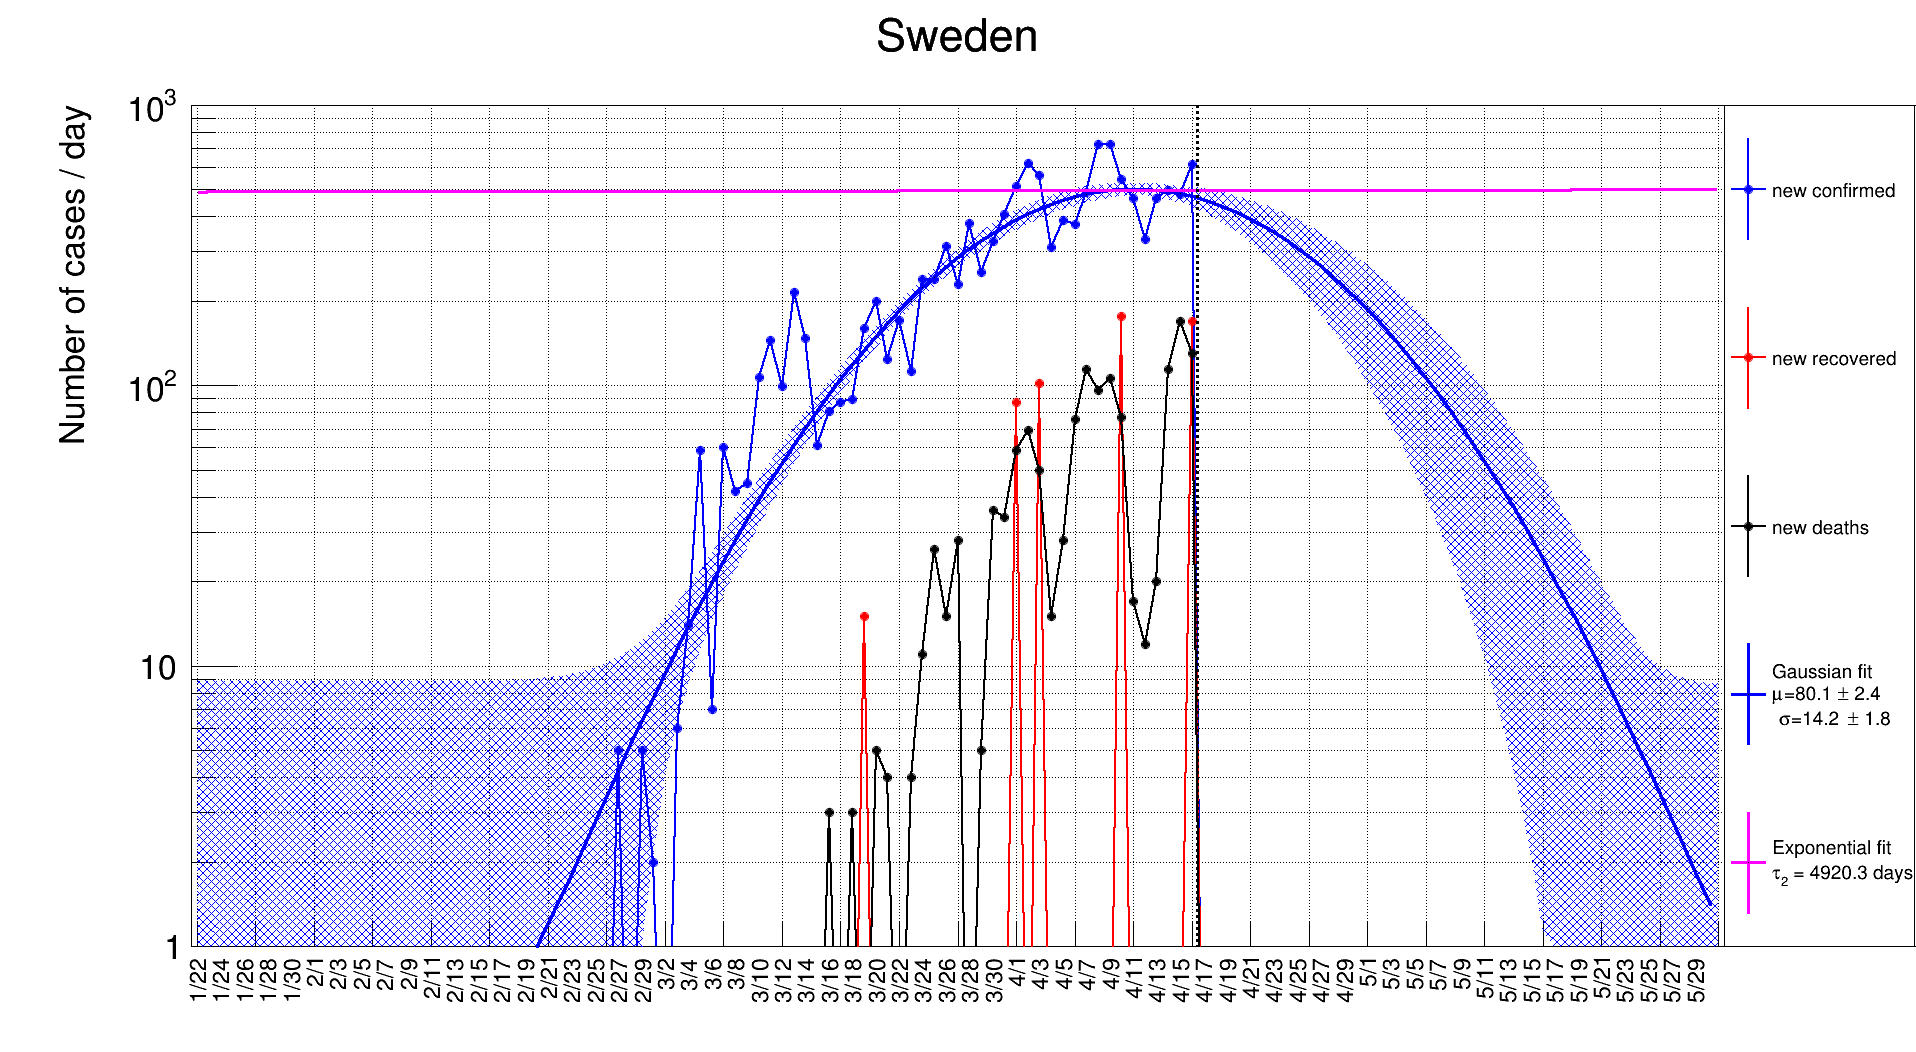 Sweden
Number of cases / day
10³
10²
10
1
1/22 1/24 1/26 1/28 1/30 2/1 2/3 2/5 2/7 2/9 2/11 2/13 2/15 2/17 2/19 2/21 2/23 2/25 2/27 2/29 3/2 3/4 3/6 3/8 3/10 3/12 3/14 3/16 3/18 3/20 3/22 3/24 3/26 3/28 3/30 4/1 4/3 4/5 4/7 4/9 4/11 4/13 4/15 4/17 4/19 4/21 4/23 4/25 4/27 4/29 5/1 5/3 5/5 5/7 5/9 5/11 5/13 5/15 5/17 5/19 5/21 5/23 5/25 5/27 5/29
new confirmed
new recovered
new deaths
Gaussian fit
μ=80.1 ± 2.4
σ=14.2 ± 1.8
Exponential fit
τ₂ = 4920.3 days